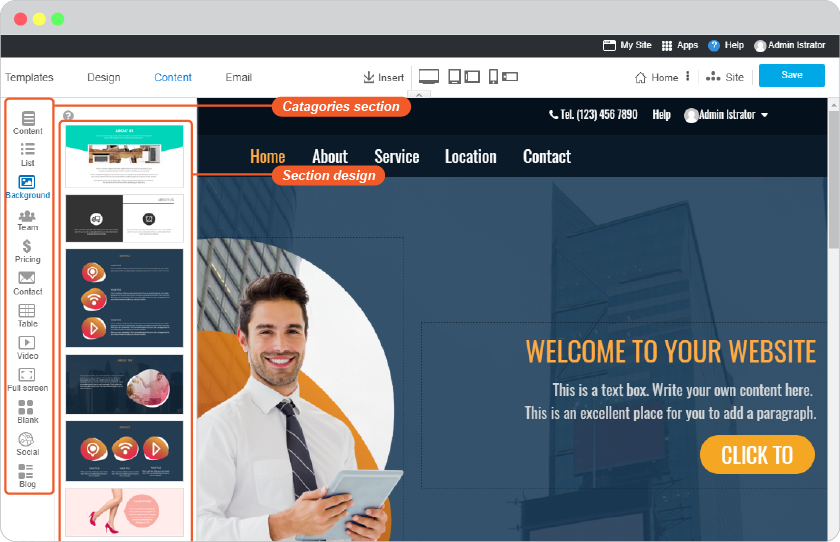 My Site Apps ? Help Admin Istrator
Templates Design Content Email Insert Home Site Save
?
Catagories section
Section design
Content
List
Background
Team
$
Pricing
Contact
Table
Video
Full screen
Blank
Social
Blog
ABOUT US
Tel. (123) 456 7890 Help Admin Istrator
Home About Service Location Contact
WELCOME TO YOUR WEBSITE
This is a text box. Write your own content here.
This is an excellent place for you to add a paragraph.
CLICK TO